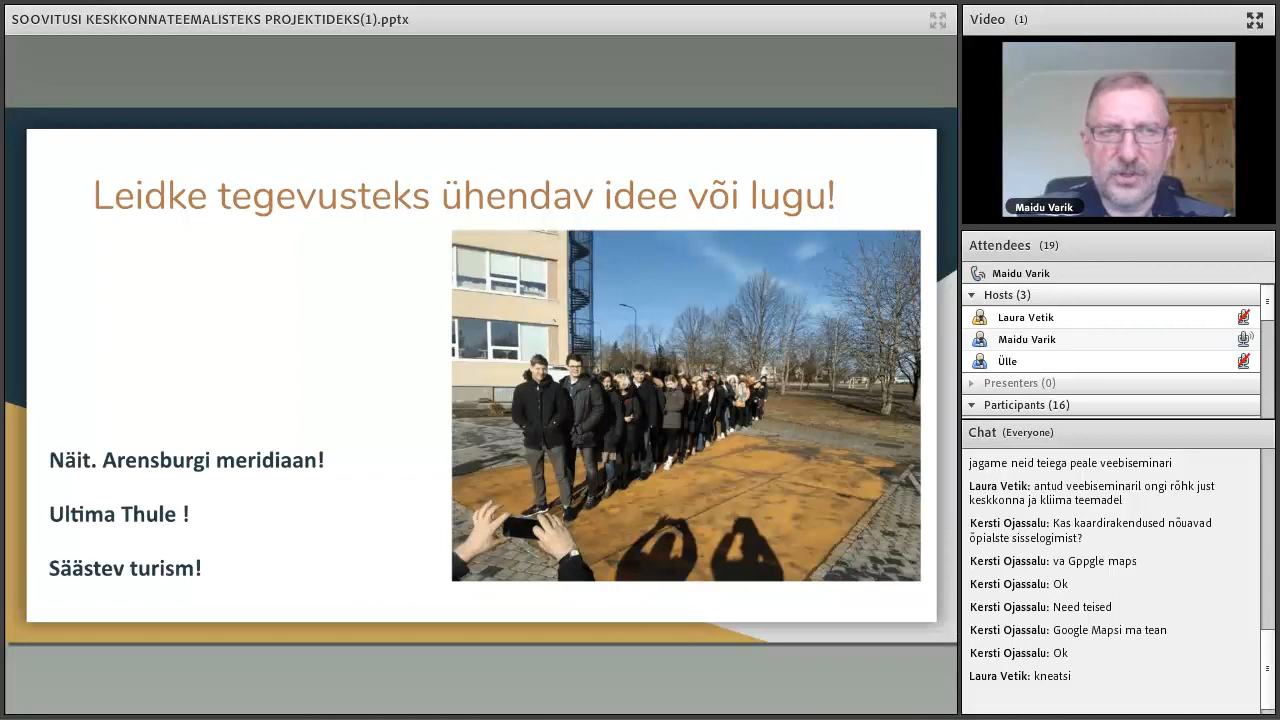 SOOVITUSI KESKKONNATEEMALISTEKS PROJEKTIDEKS(1).pptx
Leidke tegevusteks ühendav idee või lugu!
Näit. Arensburgi meridiaan!
Ultima Thule !
Säästev turism!
Video (1)
Maidu Varik
Attendees (19)
Maidu Varik
Hosts (3)
Laura Vetik
Maidu Varik
Ülle
Presenters (0)
Participants (16)
Chat (Everyone)
jagame neid teiega peale veebiseminari
Laura Vetik: antud veebiseminaril ongi rõhk just
keskkonna ja kliima teemadel
Kersti Ojassalu: Kas kaardirakendused nõuavad
õpialste sisselogimist?
Kersti Ojassalu: va Gppgle maps
Kersti Ojassalu: Ok
Kersti Ojassalu: Need teised
Kersti Ojassalu: Google Mapsi ma tean
Kersti Ojassalu: Ok
Laura Vetik: kneatsi